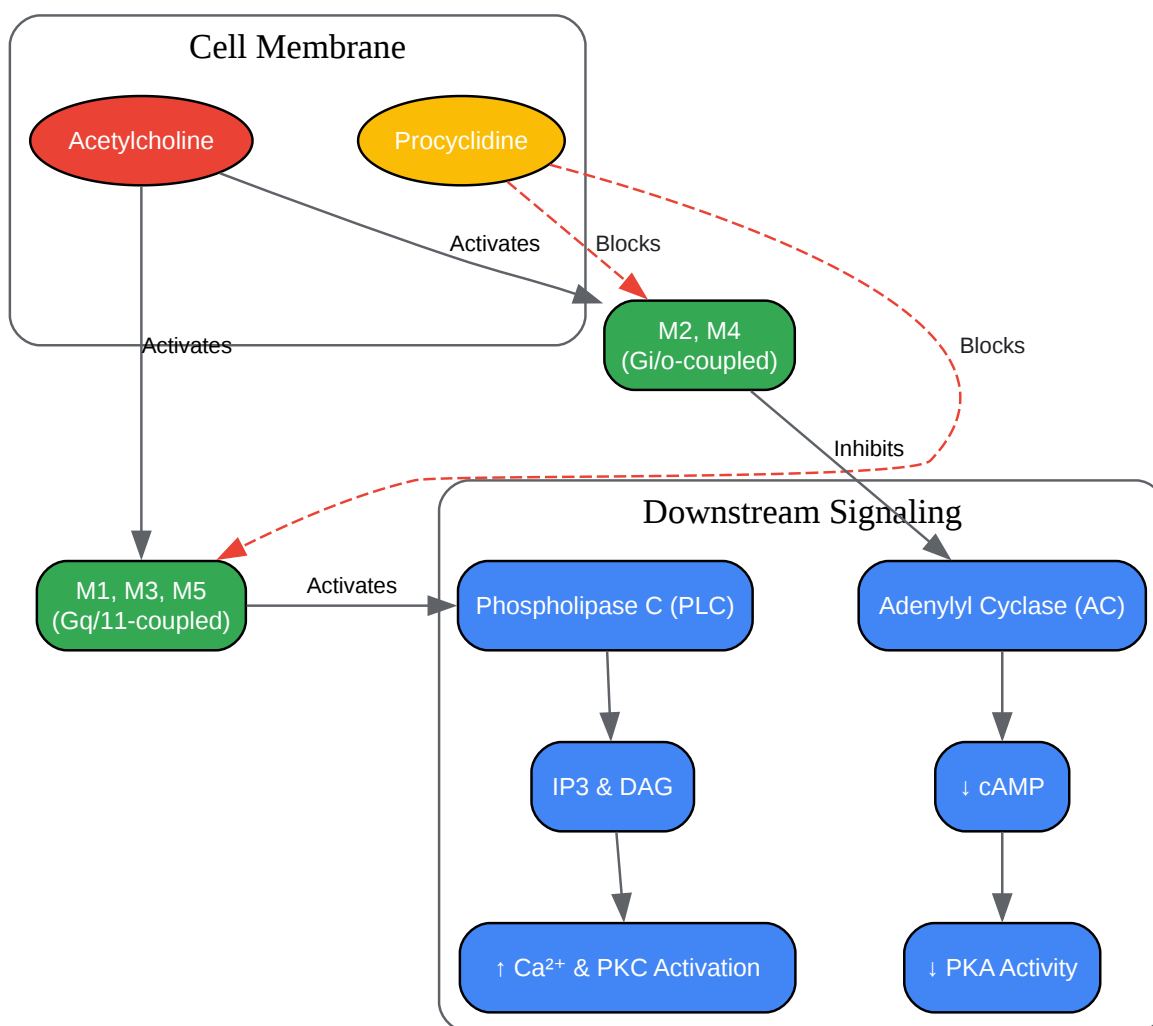 Cell Membrane
Acetylcholine
Procyclidine
Activates
Blocks
M2, M4
(Gi/o-coupled)
Activates
Blocks
Inhibits
Downstream Signaling
M1, M3, M5
(Gq/11-coupled)
Activates
Phospholipase C (PLC)
Adenylyl Cyclase (AC)
IP3 & DAG
↓ cAMP
↑ Ca²⁺ & PKC Activation
↓ PKA Activity